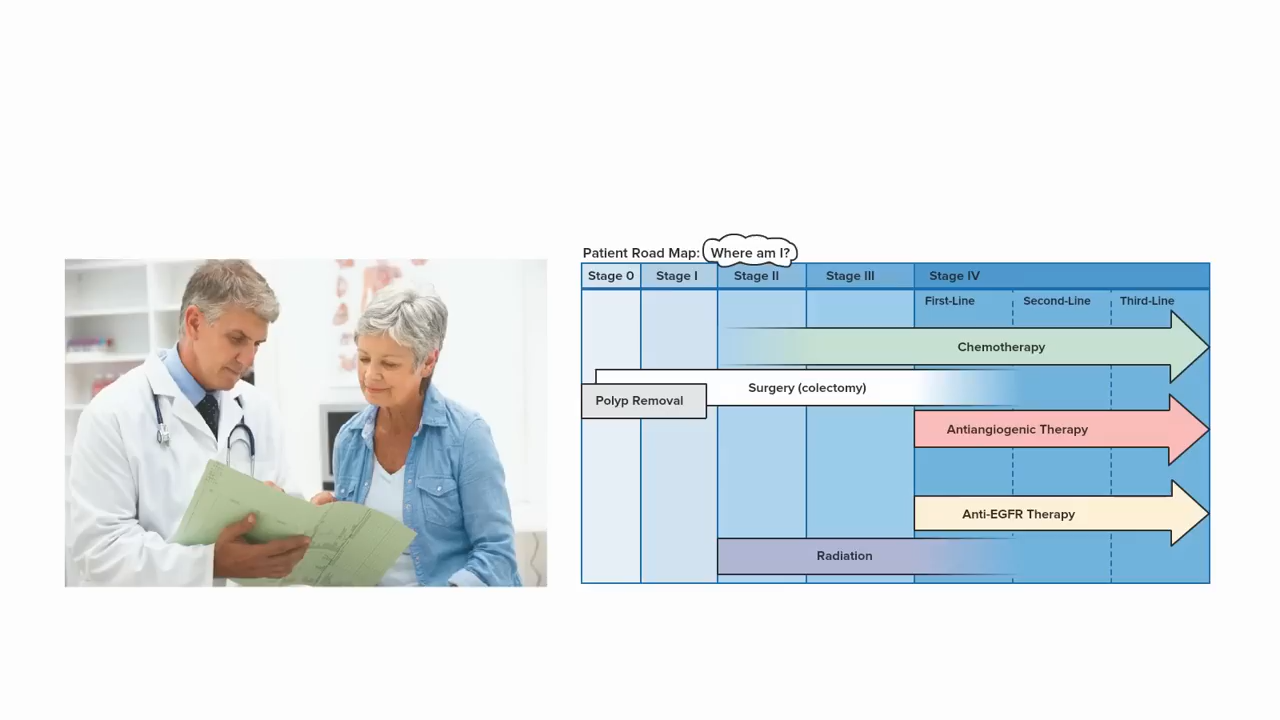 Patient Road Map: Where am I?
Stage 0 Stage I Stage II Stage III Stage IV
First-Line Second-Line Third-Line
Chemotherapy
Surgery (colectomy)
Polyp Removal
Antiangiogenic Therapy
Anti-EGFR Therapy
Radiation